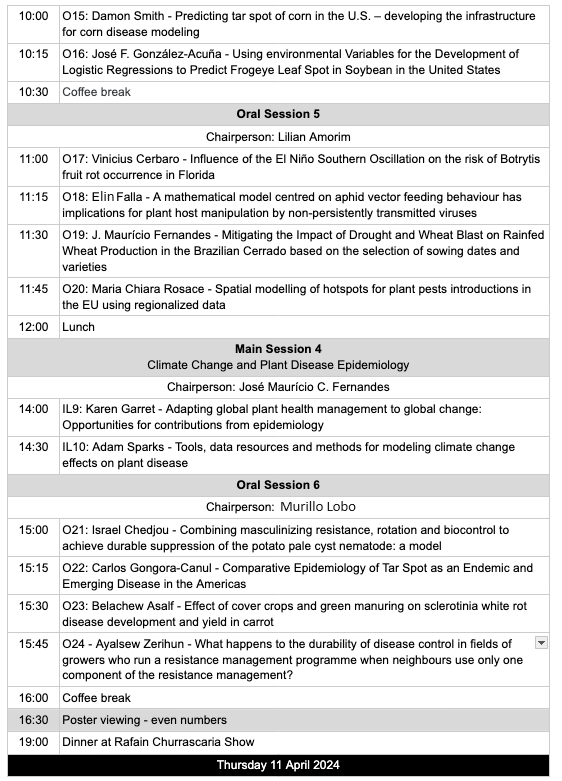 10:00 O15: Damon Smith - Predicting tar spot of corn in the U.S. – developing the infrastructure
for corn disease modeling
10:15 O16: José F. González-Acuña - Using environmental Variables for the Development of
Logistic Regressions to Predict Frogeye Leaf Spot in Soybean in the United States
10:30 Coffee break
Oral Session 5
Chairperson: Lilian Amorim
11:00 O17: Vinicius Cerbaro - Influence of the El Niño Southern Oscillation on the risk of Botrytis
fruit rot occurrence in Florida
11:15 O18: Elin Falla - A mathematical model centred on aphid vector feeding behaviour has
implications for plant host manipulation by non-persistently transmitted viruses
11:30 O19: J. Maurício Fernandes - Mitigating the Impact of Drought and Wheat Blast on Rainfed
Wheat Production in the Brazilian Cerrado based on the selection of sowing dates and
varieties
11:45 O20: Maria Chiara Rosace - Spatial modelling of hotspots for plant pests introductions in
the EU using regionalized data
12:00 Lunch
Main Session 4
Climate Change and Plant Disease Epidemiology
Chairperson: José Maurício C. Fernandes
14:00 IL9: Karen Garret - Adapting global plant health management to global change:
Opportunities for contributions from epidemiology
14:30 IL10: Adam Sparks - Tools, data resources and methods for modeling climate change
effects on plant disease
Oral Session 6
Chairperson: Murillo Lobo
15:00 O21: Israel Chedjou - Combining masculinizing resistance, rotation and biocontrol to
achieve durable suppression of the potato pale cyst nematode: a model
15:15 O22: Carlos Gongora-Canul - Comparative Epidemiology of Tar Spot as an Endemic and
Emerging Disease in the Americas
15:30 O23: Belachew Asalf - Effect of cover crops and green manuring on sclerotinia white rot
disease development and yield in carrot
15:45 O24 - Ayalsew Zerihun - What happens to the durability of disease control in fields of
growers who run a resistance management programme when neighbours use only one
component of the resistance management?
16:00 Coffee break
16:30 Poster viewing - even numbers
19:00 Dinner at Rafain Churrascaria Show
Thursday 11 April 2024